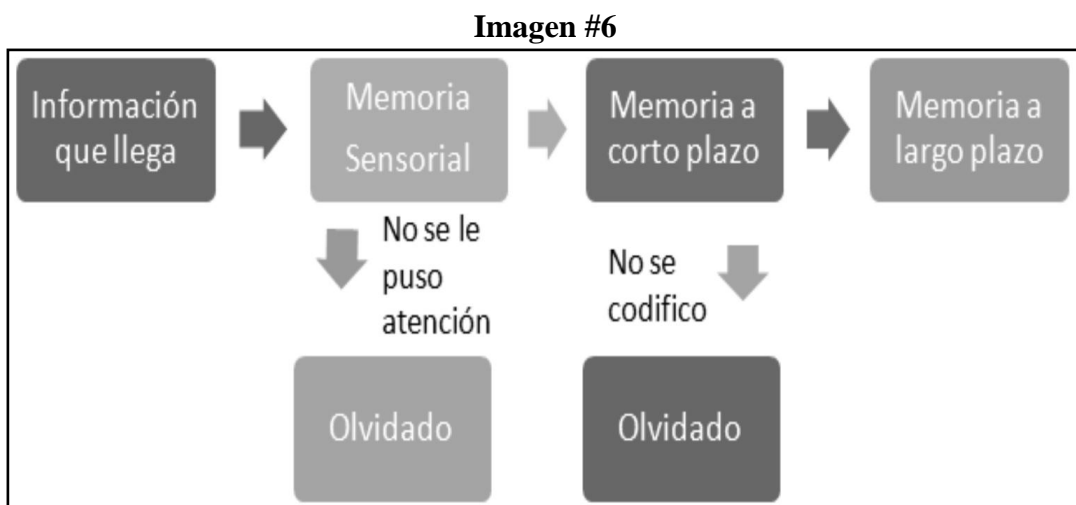 Imagen #6
Información
que llega
Memoria
Sensorial
Memoria a
corto plazo
Memoria a
largo plazo
No se le
puso
atención
No se
codifico
Olvidado
Olvidado